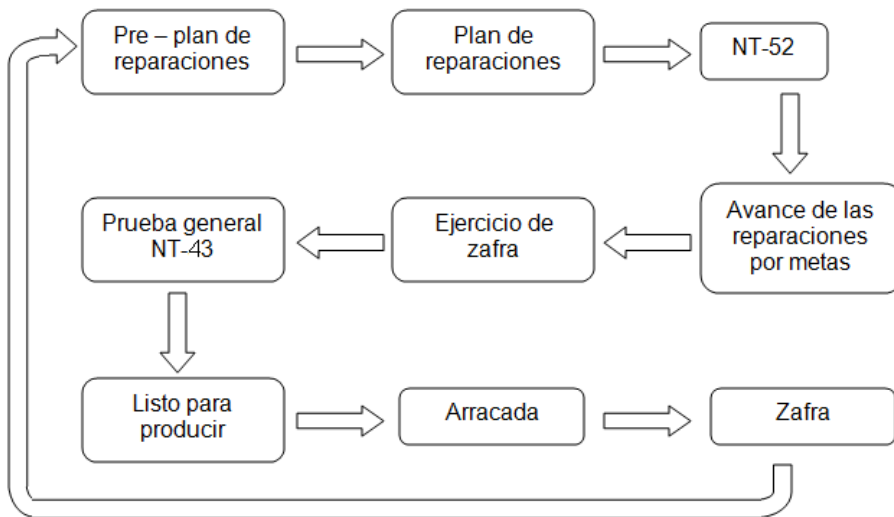 Pre – plan de
reparaciones
Plan de
reparaciones
NT-52
Avance de las
reparaciones
por metas
Ejercicio de
zafra
Prueba general
NT-43
Listo para
producir
Arracada
Zafra